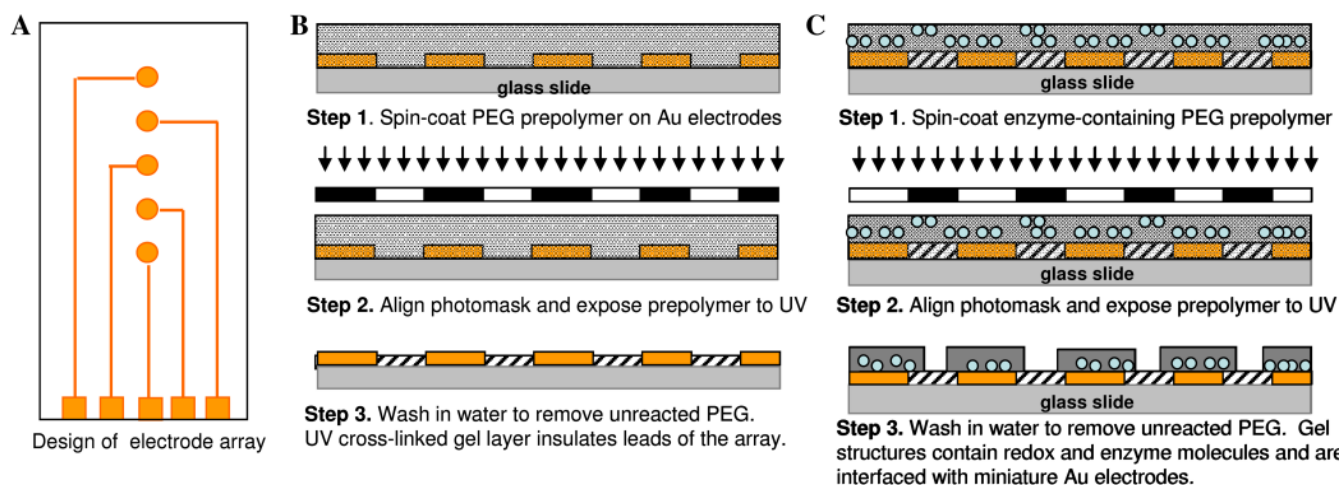 A
Design of electrode array
B
glass slide
Step 1. Spin-coat PEG prepolymer on Au electrodes
Step 2. Align photomask and expose prepolymer to UV
Step 3. Wash in water to remove unreacted PEG.
UV cross-linked gel layer insulates leads of the array.
C
glass slide
Step 1. Spin-coat enzyme-containing PEG prepolymer
glass slide
Step 2. Align photomask and expose prepolymer to UV
glass slide
Step 3. Wash in water to remove unreacted PEG. Gel
structures contain redox and enzyme molecules and are
interfaced with miniature Au electrodes.